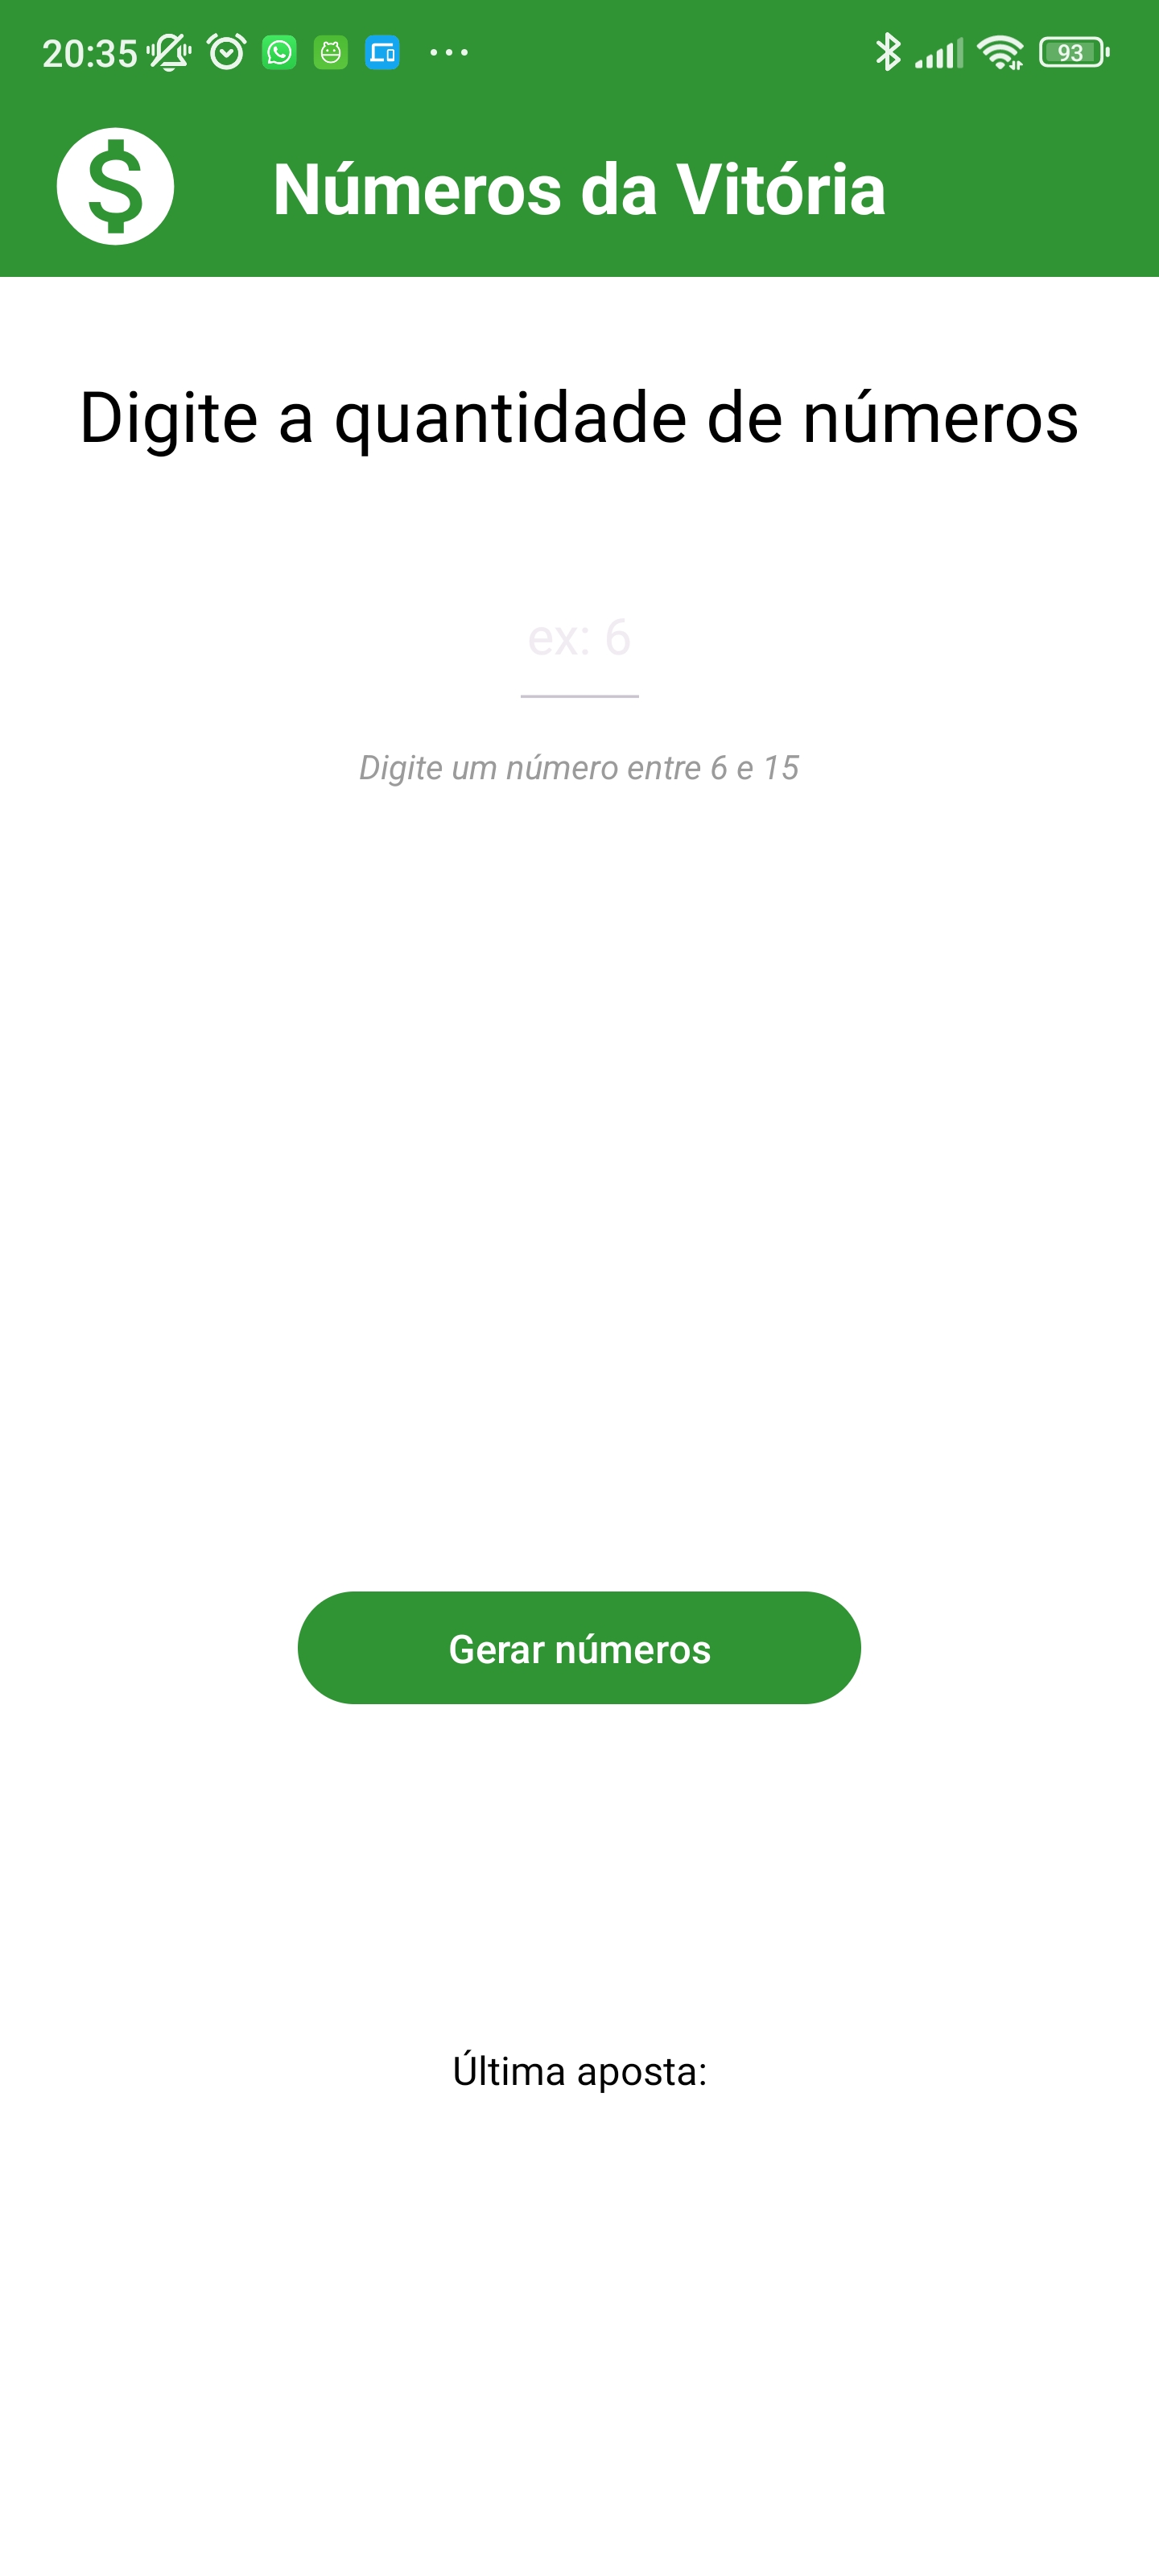 20:35
93
$
Números da Vitória
Digite a quantidade de números
ex: 6
Digite um número entre 6 e 15
Gerar números
Última aposta: